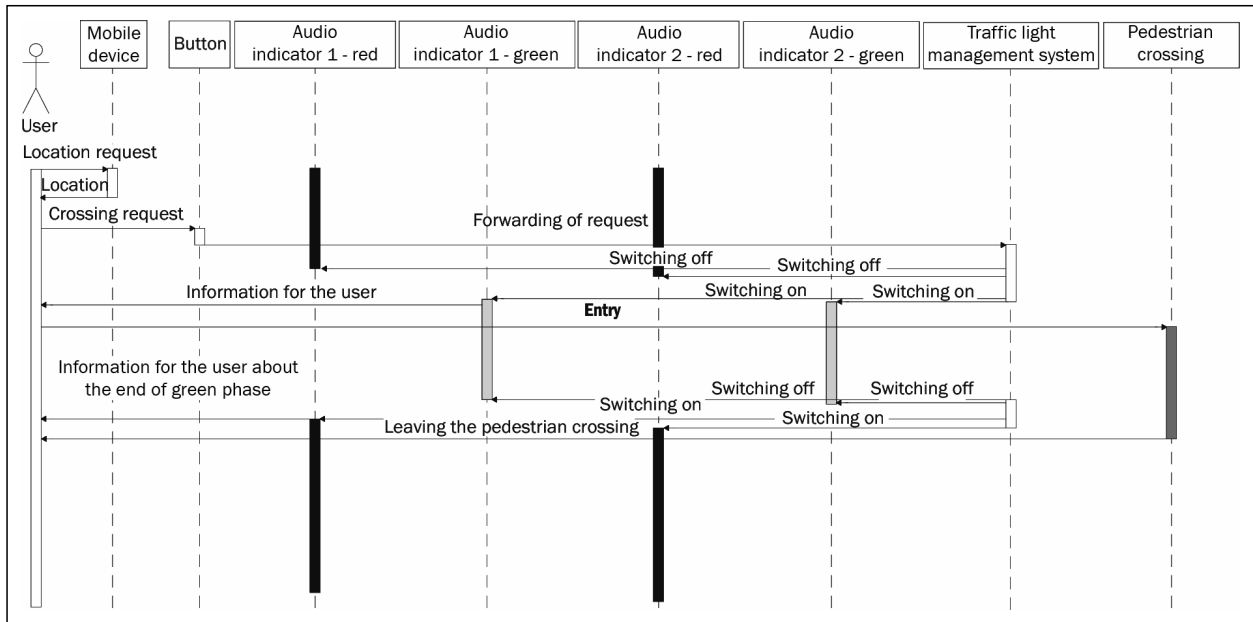 Mobile
device
Button
Audio
indicator 1 - red
Audio
indicator 1 - green
Audio
indicator 2 - red
Audio
indicator 2 - green
Traffic light
management system
Pedestrian
crossing
User
Location request
Location
Crossing request
Forwarding of request
Switching off
Switching off
Information for the user
Switching on
Switching on
Entry
Information for the user about
the end of green phase
Switching off
Switching off
Switching on
Switching on
Leaving the pedestrian crossing